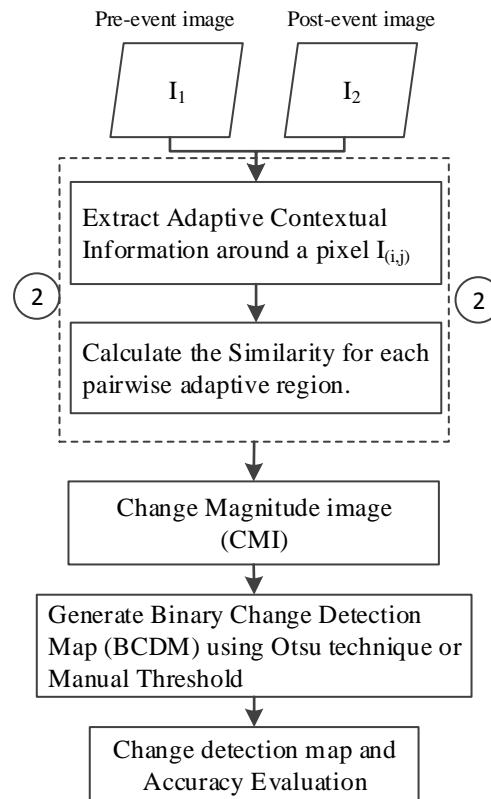 Pre-event image
Post-event image
I₁
I₂
Extract Adaptive Contextual
Information around a pixel I₍ᵢ,ⱼ₎
2
2
Calculate the Similarity for each
pairwise adaptive region.
Change Magnitude image
(CMI)
Generate Binary Change Detection
Map (BCDM) using Otsu technique or
Manual Threshold
Change detection map and
Accuracy Evaluation